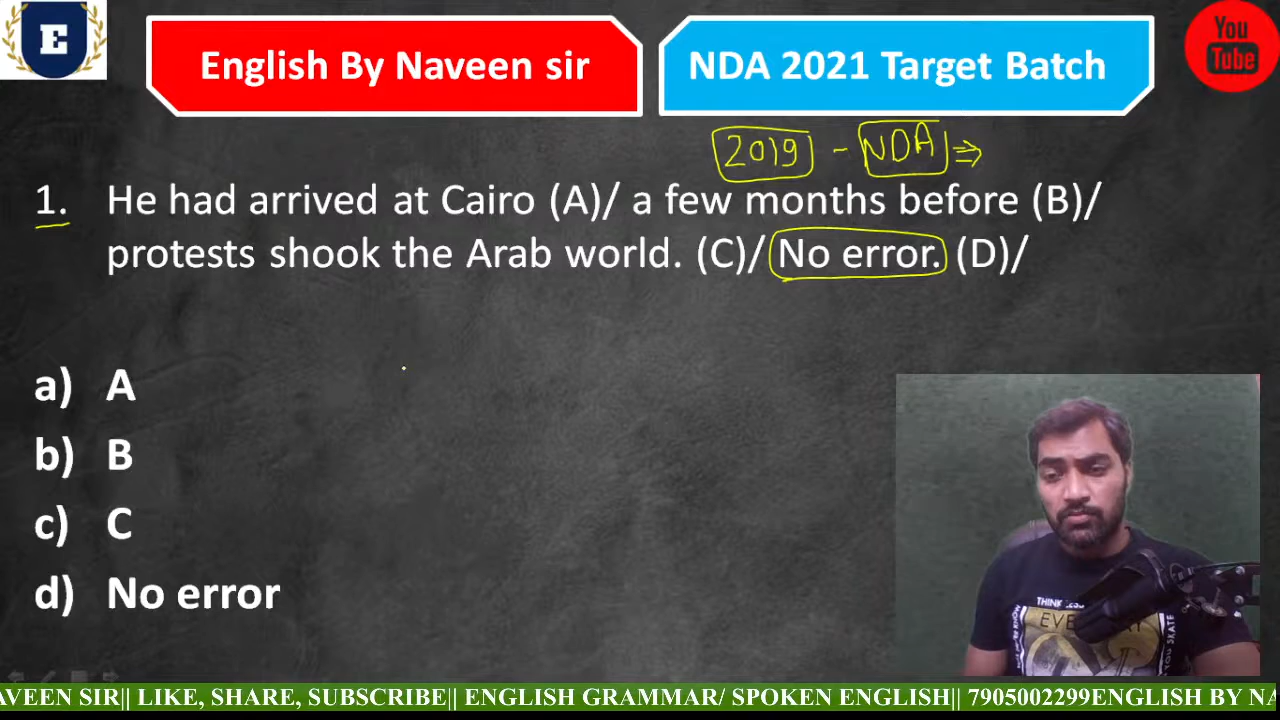 E
English By Naveen sir
NDA 2021 Target Batch
You
Tube
2019 - NDA ⇒
1. He had arrived at Cairo (A)/ a few months before (B)/
protests shook the Arab world. (C)/ No error. (D)/
a) A
b) B
c) C
d) No error
THINK
EVE
AVEEN SIR|| LIKE, SHARE, SUBSCRIBE|| ENGLISH GRAMMAR/ SPOKEN ENGLISH|| 7905002299ENGLISH BY NA